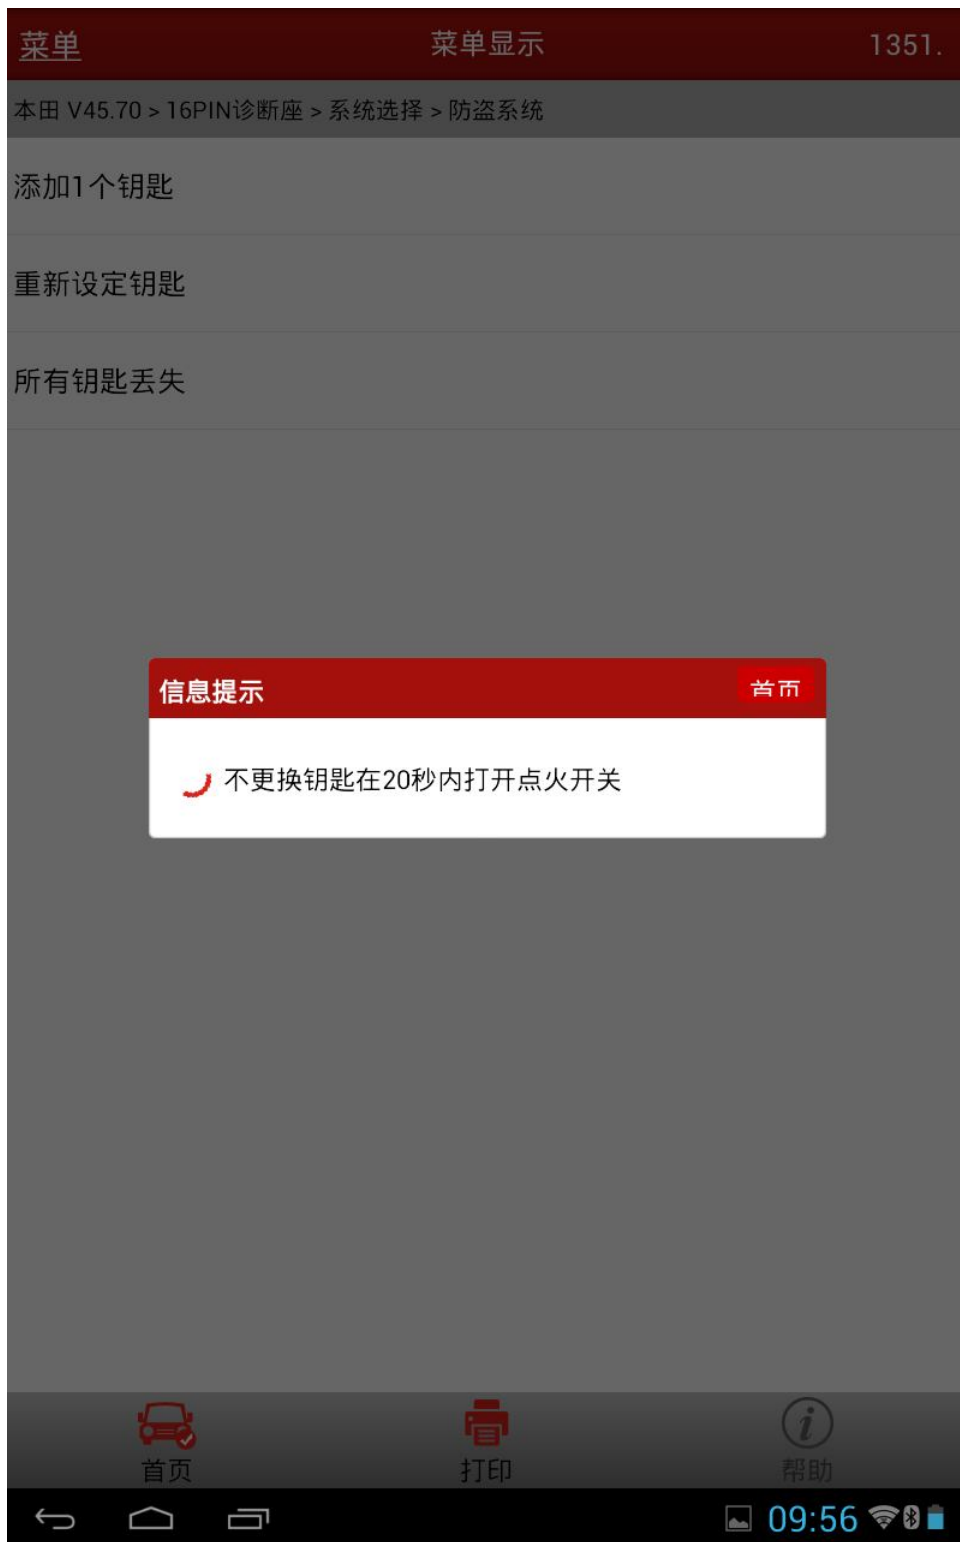 菜单
菜单显示
1351.
本田 V45.70 > 16PIN诊断座 > 系统选择 > 防盗系统
添加1个钥匙
重新设定钥匙
所有钥匙丢失
信息提示
首页
不更换钥匙在20秒内打开点火开关
首页
打印
帮助
09:56